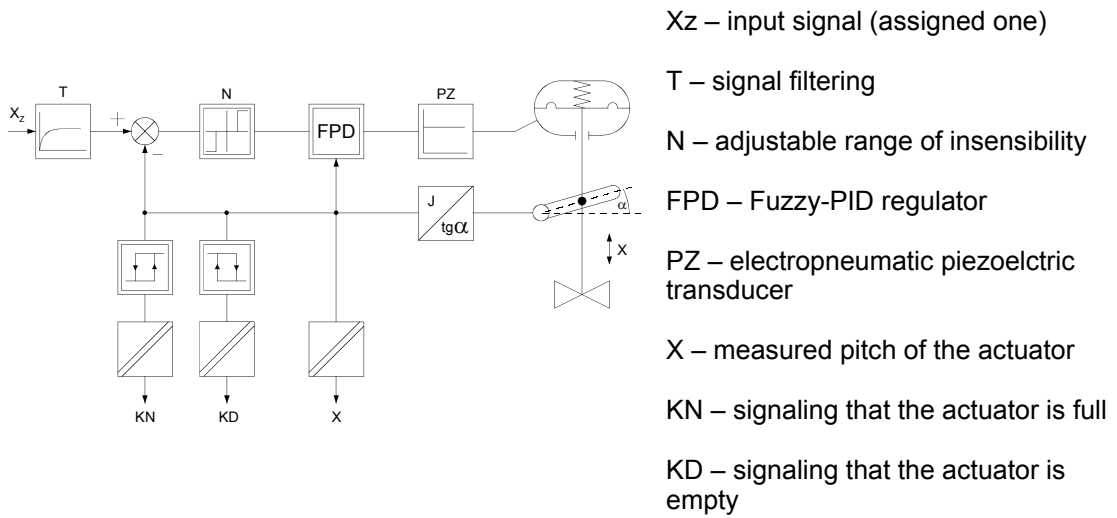 Xz – input signal (assigned one)
T – signal filtering
N – adjustable range of insensibility
FPD – Fuzzy-PID regulator
PZ – electropneumatic piezoelctric
transducer
X – measured pitch of the actuator
KN – signaling that the actuator is full
KD – signaling that the actuator is
empty
T
N
PZ
Xz
+
−
FPD
J
tgα
α
X
KN
KD
X